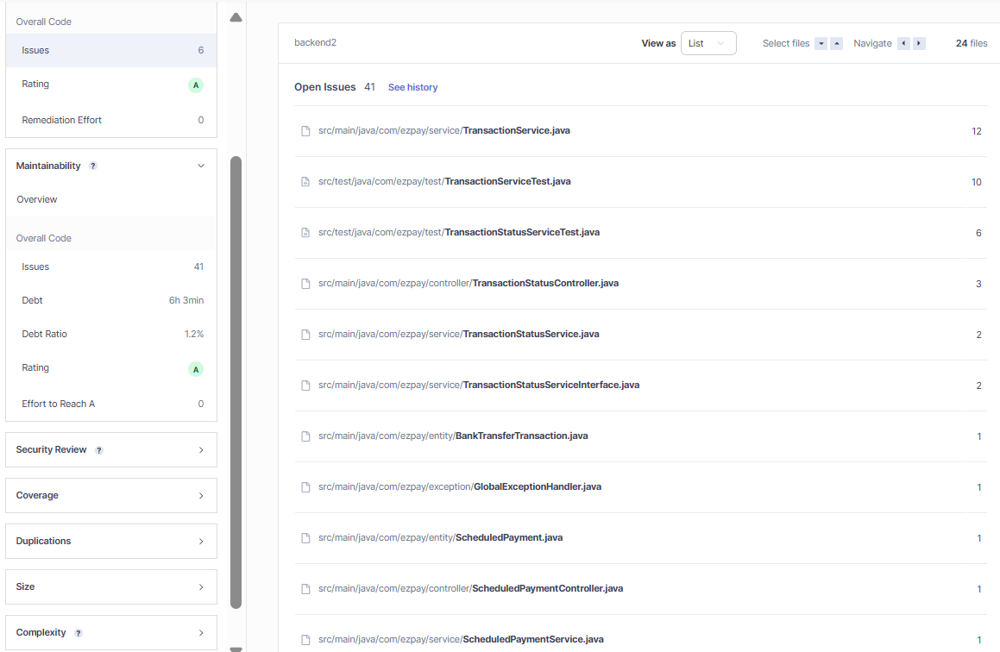 Overall Code
Issues 6
Rating A
Remediation Effort 0
Maintainability ?
Overview
Overall Code
Issues 41
Debt 6h 3min
Debt Ratio 1.2%
Rating A
Effort to Reach A 0
Security Review ?
Coverage
Duplications
Size
Complexity ?
backend2 View as List Select files Navigate 24 files
Open Issues 41 See history
src/main/java/com/ezpay/service/TransactionService.java 12
src/test/java/com/ezpay/test/TransactionServiceTest.java 10
src/test/java/com/ezpay/test/TransactionStatusServiceTest.java 6
src/main/java/com/ezpay/controller/TransactionStatusController.java 3
src/main/java/com/ezpay/service/TransactionStatusService.java 2
src/main/java/com/ezpay/service/TransactionStatusServiceInterface.java 2
src/main/java/com/ezpay/entity/BankTransferTransaction.java 1
src/main/java/com/ezpay/exception/GlobalExceptionHandler.java 1
src/main/java/com/ezpay/entity/ScheduledPayment.java 1
src/main/java/com/ezpay/controller/ScheduledPaymentController.java 1
src/main/java/com/ezpay/service/ScheduledPaymentService.java 1